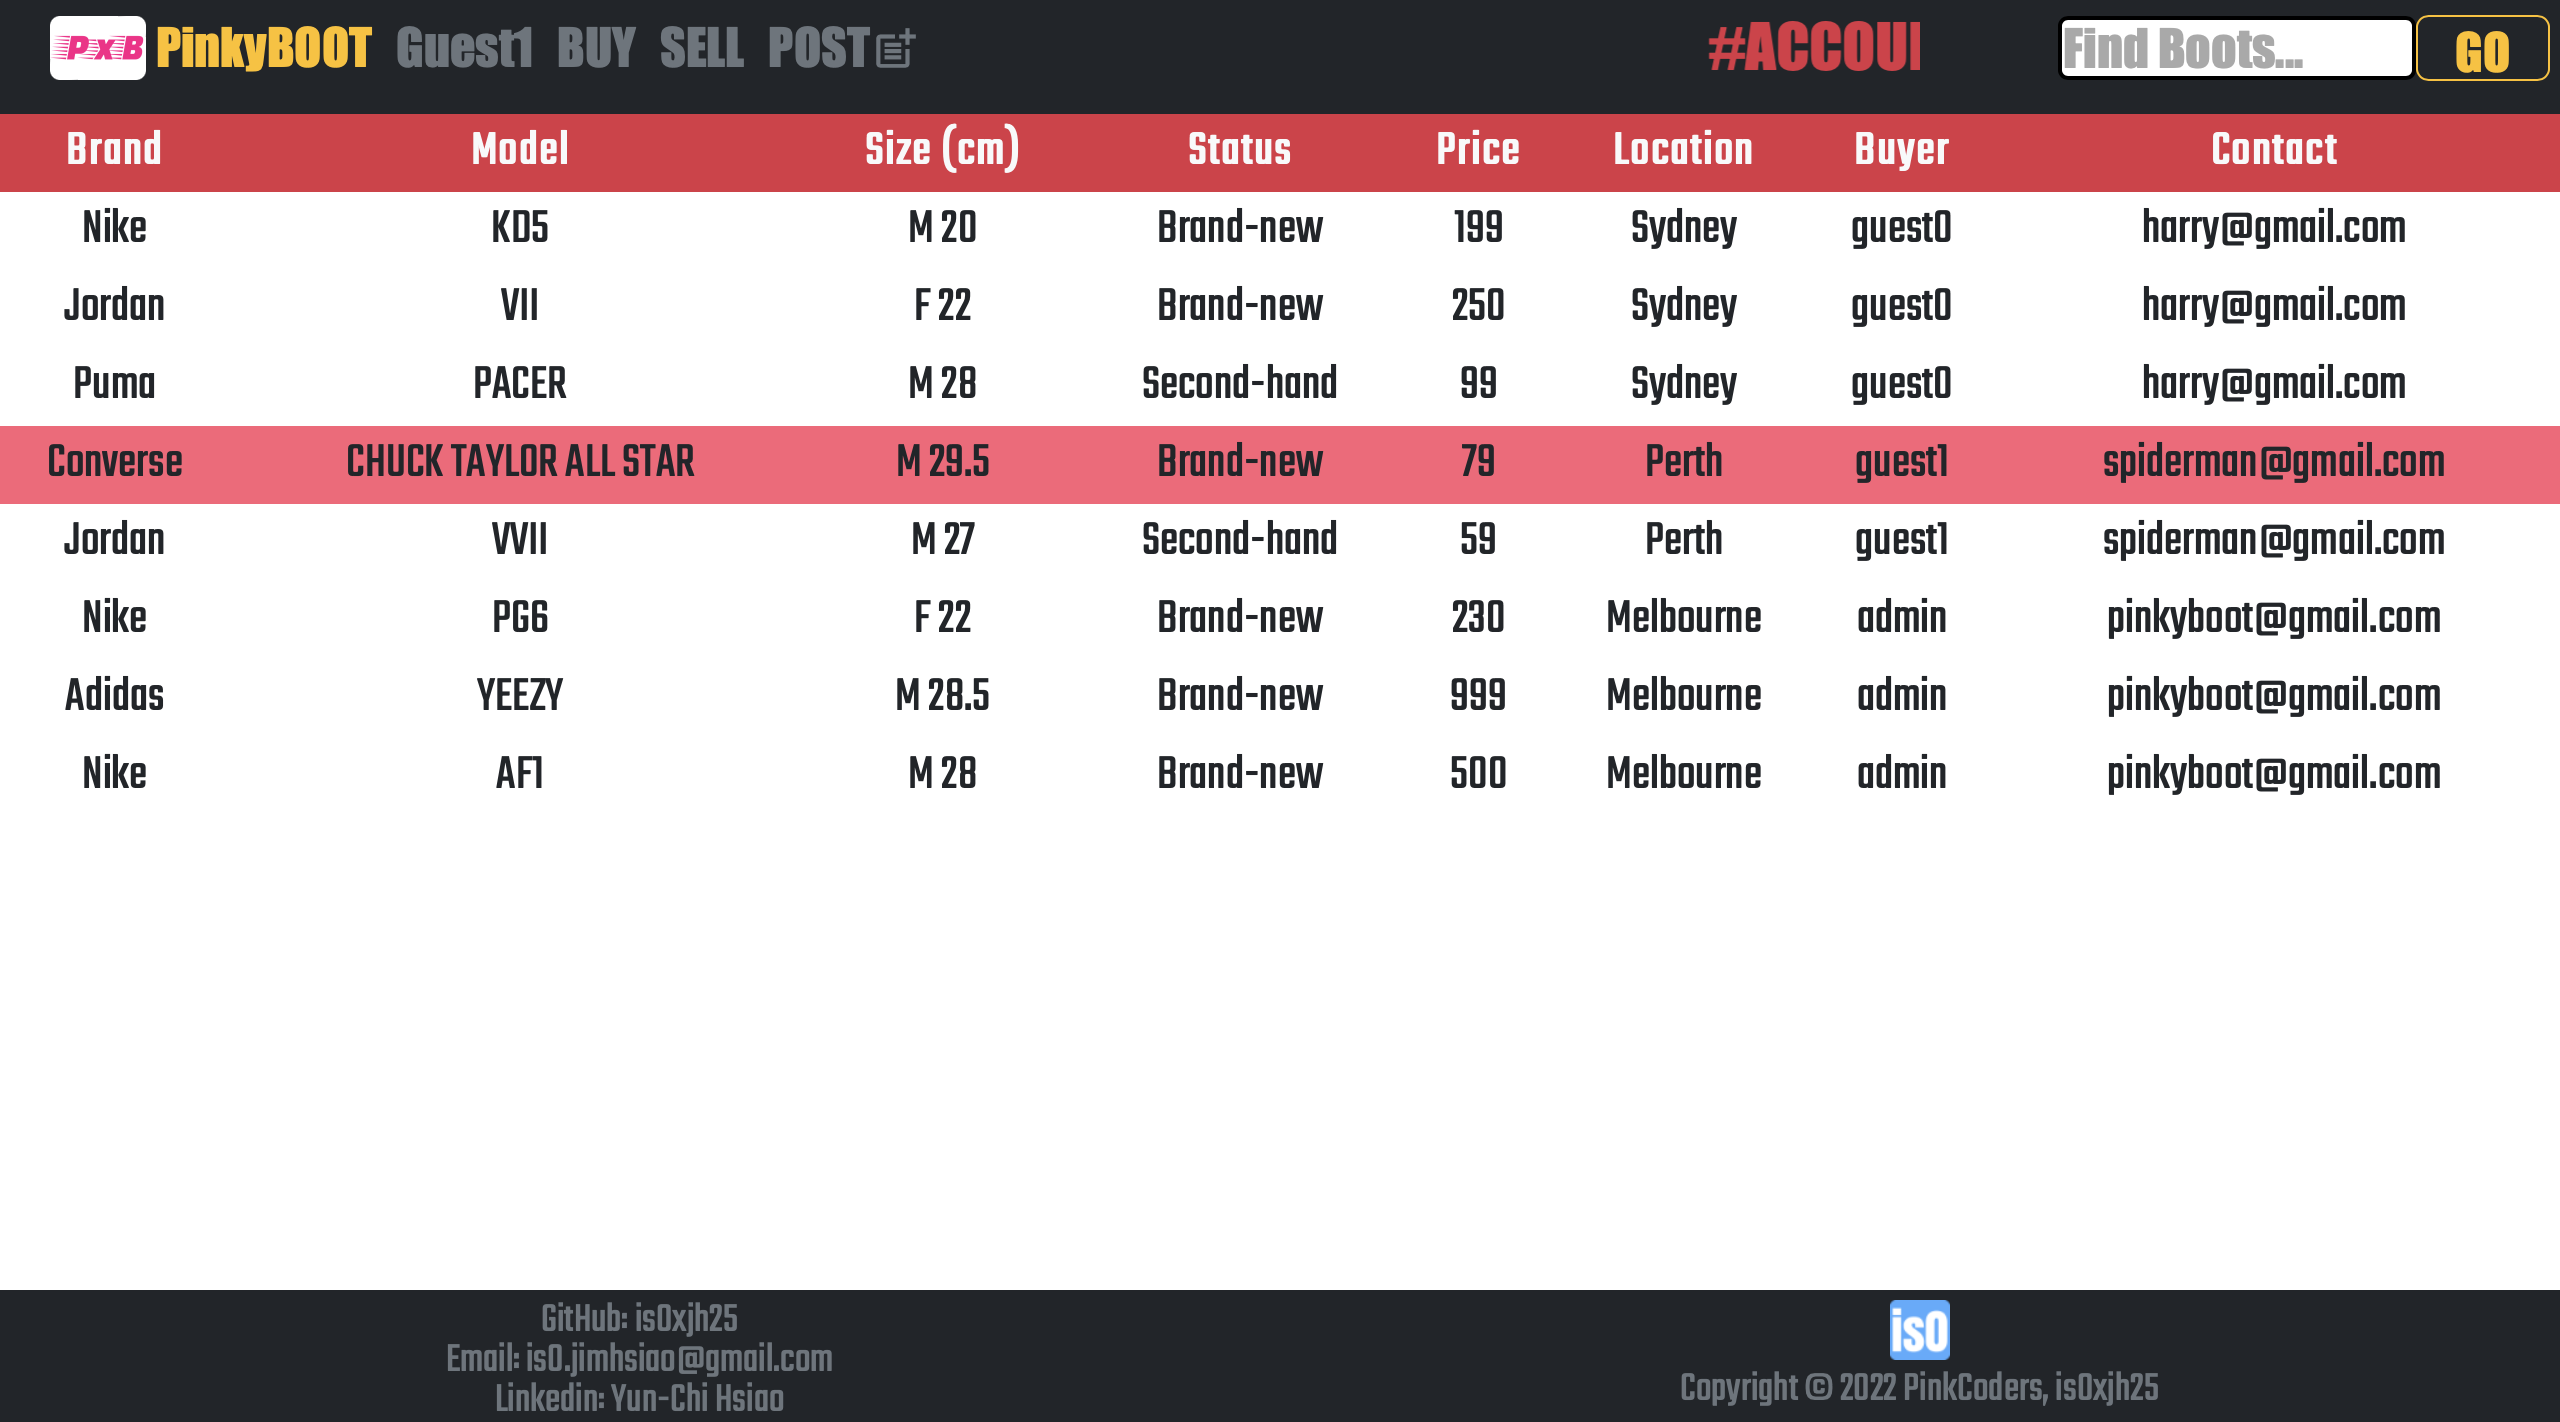 PxB PinkyBOOT Guest1 BUY SELL POST #ACCOUI Find Boots... GO
Brand Model Size (cm) Status Price Location Buyer Contact
Nike KD5 M 20 Brand-new 199 Sydney guest0 harry@gmail.com
Jordan VII F 22 Brand-new 250 Sydney guest0 harry@gmail.com
Puma PACER M 28 Second-hand 99 Sydney guest0 harry@gmail.com
Converse CHUCK TAYLOR ALL STAR M 29.5 Brand-new 79 Perth guest1 spiderman@gmail.com
Jordan VVII M 27 Second-hand 59 Perth guest1 spiderman@gmail.com
Nike PG6 F 22 Brand-new 230 Melbourne admin pinkyboot@gmail.com
Adidas YEEZY M 28.5 Brand-new 999 Melbourne admin pinkyboot@gmail.com
Nike AF1 M 28 Brand-new 500 Melbourne admin pinkyboot@gmail.com
GitHub: is0xjh25
Email: is0.jimhsiao@gmail.com
Linkedin: Yun-Chi Hsiao
is0
Copyright © 2022 PinkCoders, is0xjh25